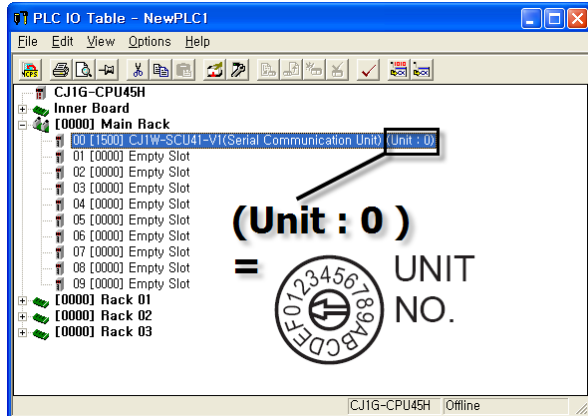 PLC IO Table - NewPLC1
File Edit View Options Help
CJ1G-CPU45H
Inner Board
[0000] Main Rack
00 [1500] CJ1W-SCU41-V1(Serial Communication Unit) (Unit : 0)
01 [0000] Empty Slot
02 [0000] Empty Slot
03 [0000] Empty Slot
04 [0000] Empty Slot
05 [0000] Empty Slot
06 [0000] Empty Slot
07 [0000] Empty Slot
08 [0000] Empty Slot
09 [0000] Empty Slot
[0000] Rack 01
[0000] Rack 02
[0000] Rack 03
(Unit : 0 )
=
0123456789ABCDEF
UNIT
NO.
CJ1G-CPU45H Offline